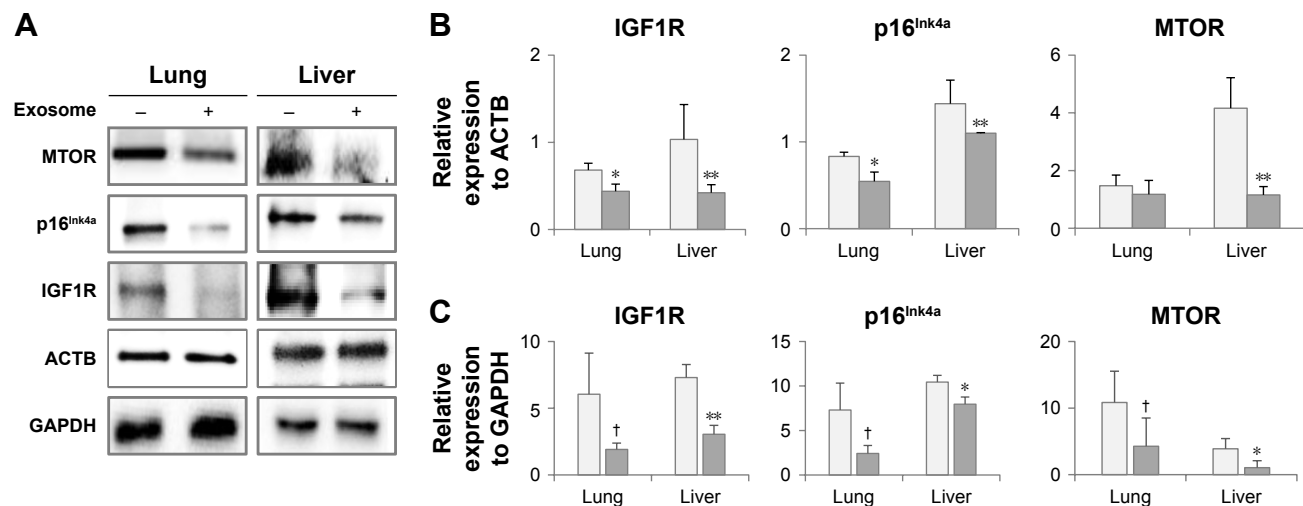 A
Lung Liver
Exosome – + – +
MTOR
p16Ink4a
IGF1R
ACTB
GAPDH
B
IGF1R p16Ink4a MTOR
Relative
expression
to ACTB
2 2 6
4
1 1
2
0 0 0
* ** * ** **
Lung Liver Lung Liver Lung Liver
C
IGF1R p16Ink4a MTOR
Relative
expression
to GAPDH
10 15 20
10
5 10
5
0 0 0
† ** † * † *
Lung Liver Lung Liver Lung Liver